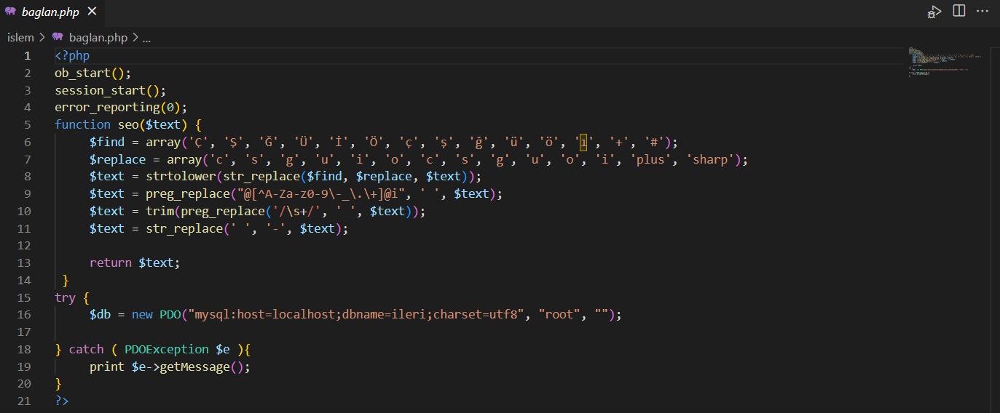 baglan.php
islem > baglan.php > ...
1 <?php
2 ob_start();
3 session_start();
4 error_reporting(0);
5 function seo($text) {
6 $find = array('Ç', 'Ş', 'Ğ', 'Ü', 'İ', 'Ö', 'ç', 'ş', 'ğ', 'ü', 'ö', 'ı', '+', '#');
7 $replace = array('c', 's', 'g', 'u', 'i', 'o', 'c', 's', 'g', 'u', 'o', 'i', 'plus', 'sharp');
8 $text = strtolower(str_replace($find, $replace, $text));
9 $text = preg_replace("@[^A-Za-z0-9\-_\.\+]@i", ' ', $text);
10 $text = trim(preg_replace('/\s+/', ' ', $text));
11 $text = str_replace(' ', '-', $text);
12
13 return $text;
14 }
15 try {
16 $db = new PDO("mysql:host=localhost;dbname=ileri;charset=utf8", "root", "");
17
18 } catch ( PDOException $e ){
19 print $e->getMessage();
20 }
21 ?>